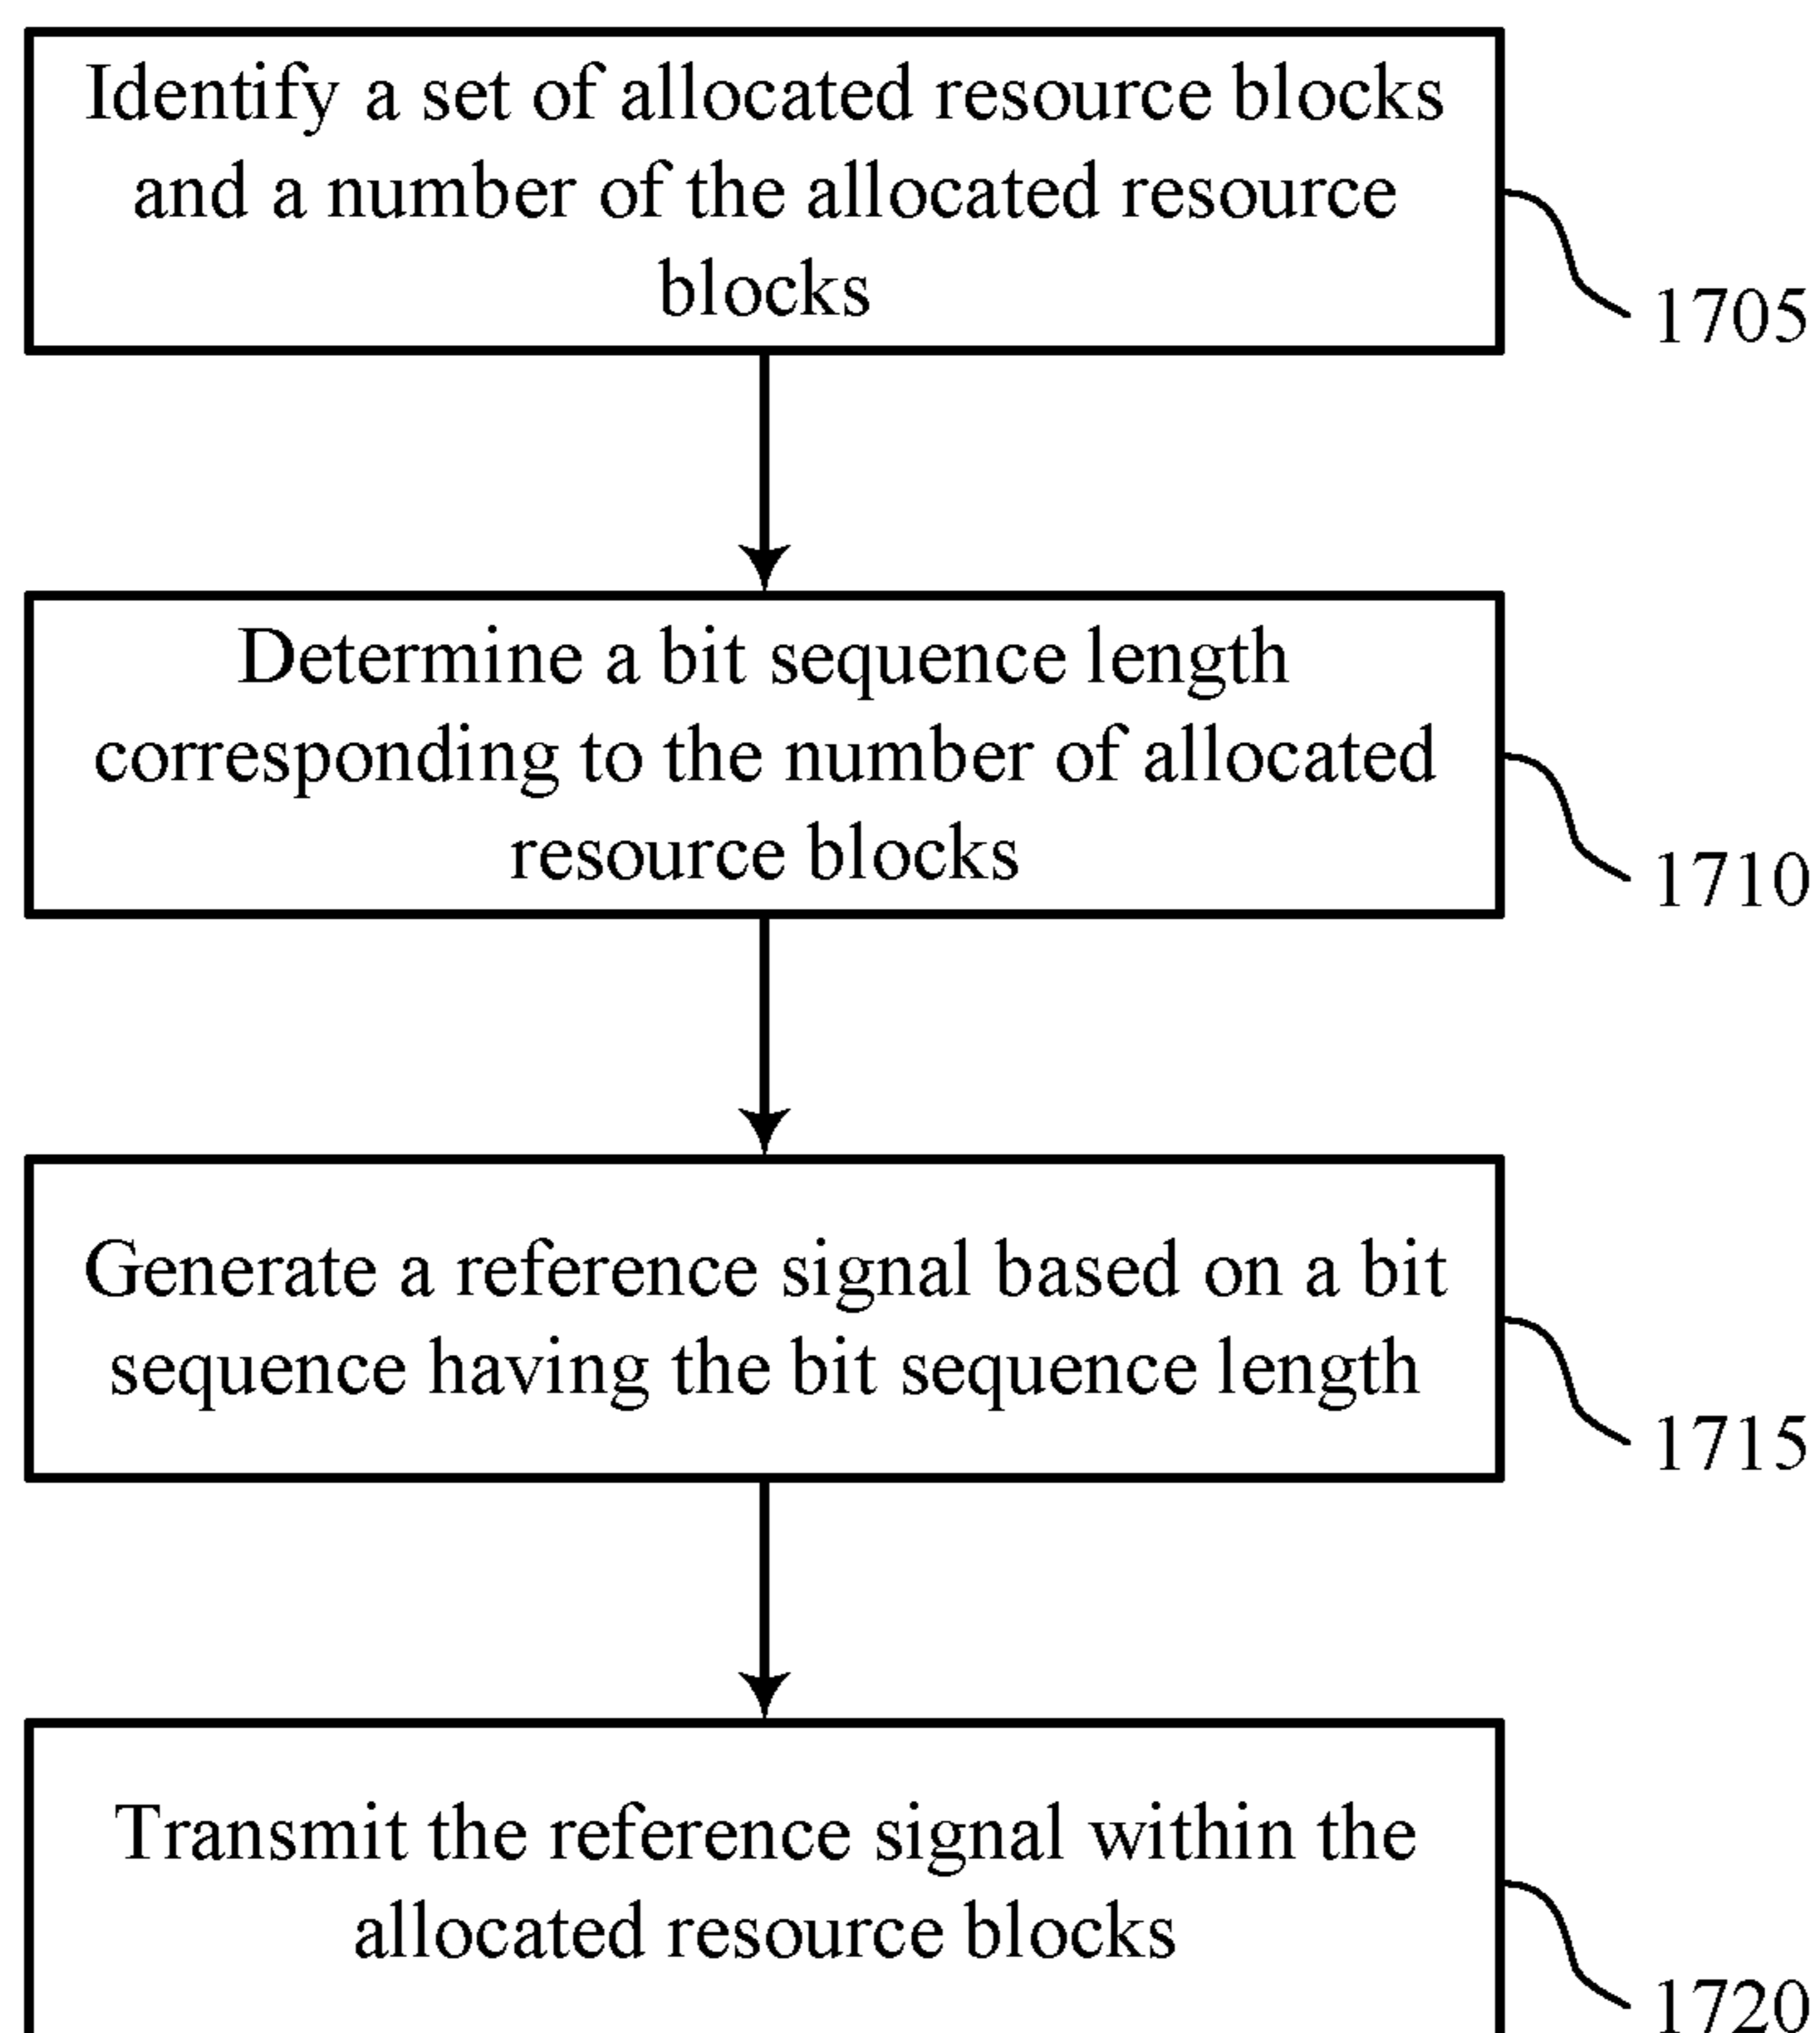 Identify a set of allocated resource blocks
and a number of the allocated resource
blocks
1705
Determine a bit sequence length
corresponding to the number of allocated
resource blocks
1710
Generate a reference signal based on a bit
sequence having the bit sequence length
1715
Transmit the reference signal within the
allocated resource blocks
1720